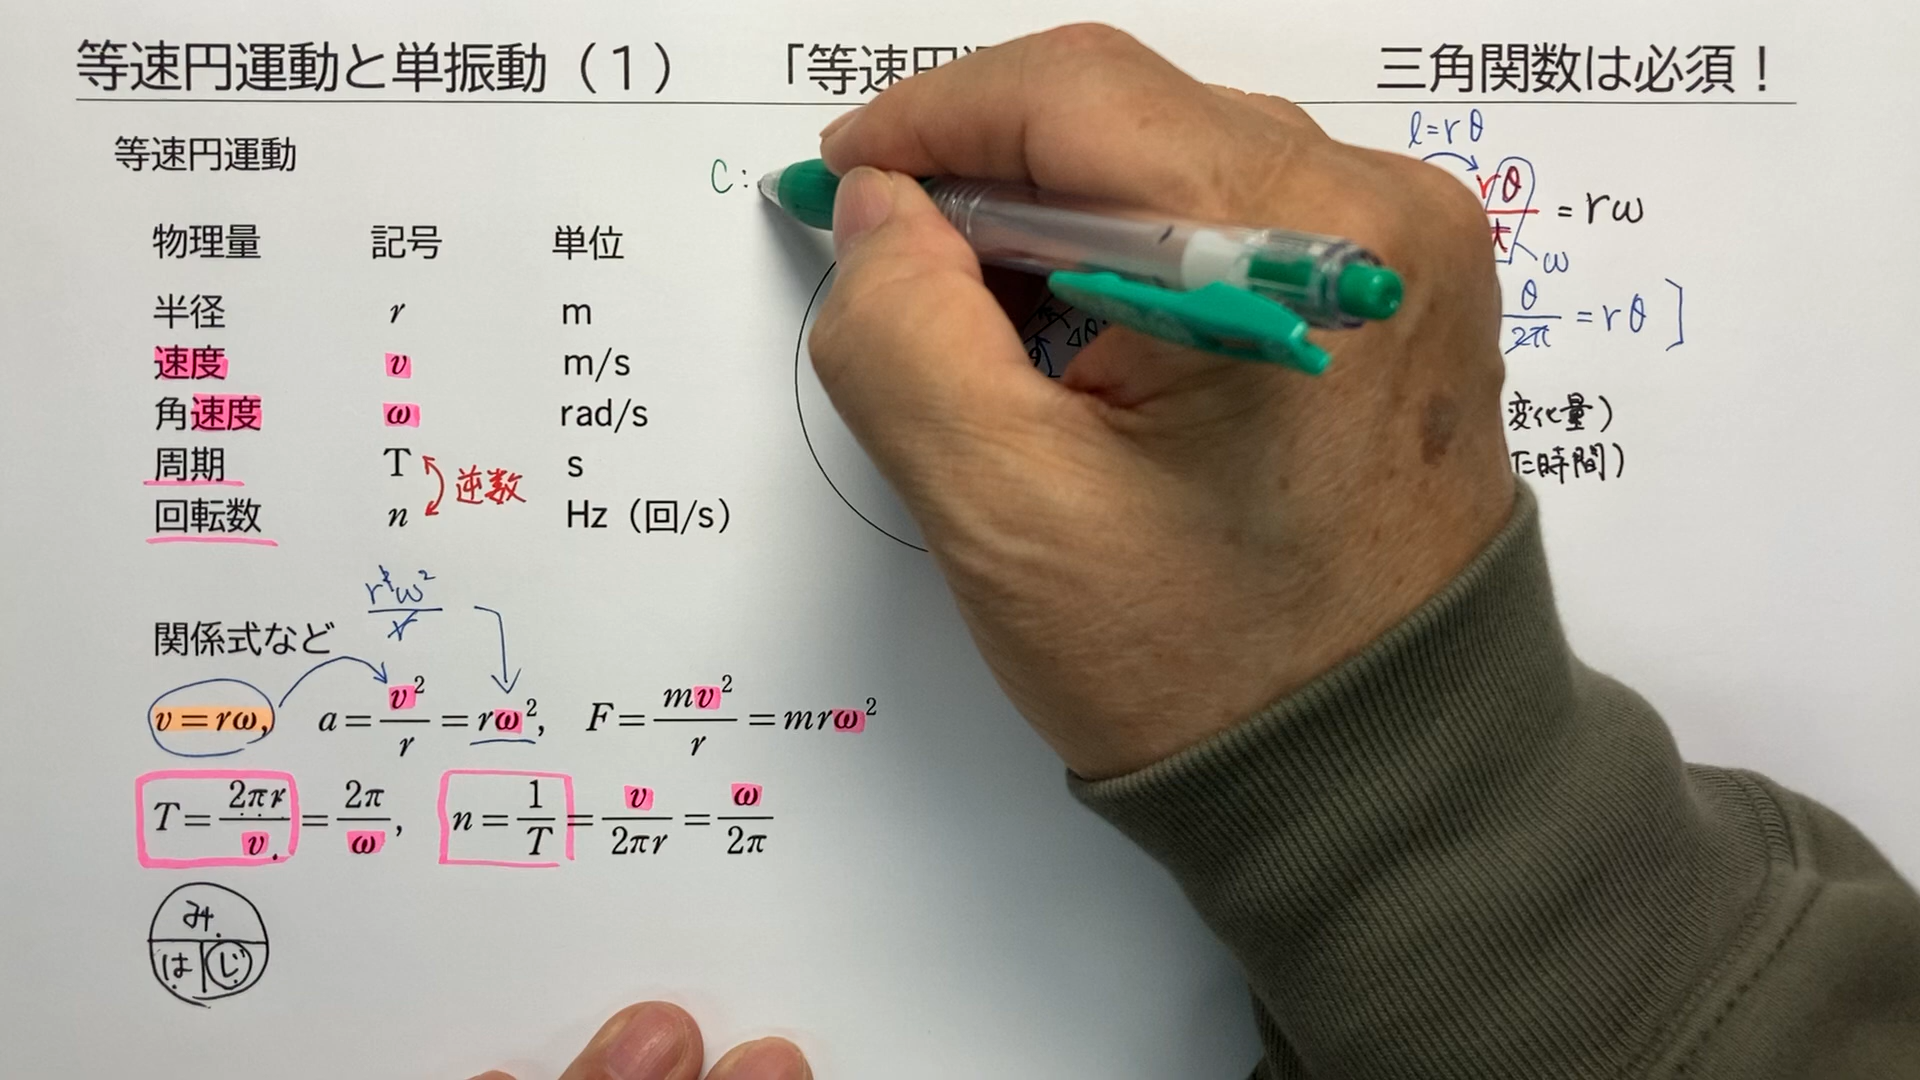 等速円運動と単振動（１） 「等速円 三角関数は必須！
等速円運動
C:
l=rθ
rθ/t = rω
ω
θ/2π = rθ ]
変化量)
時間)
物理量 記号 単位
半径 r m
速度 v m/s
角速度 ω rad/s
周期 T s
逆数
回転数 n Hz（回/s）
Δθ
r²ω²/r
関係式など
v=rω, a=v²/r=rω², F=mv²/r=mrω²
T=2πr/v=2π/ω, n=1/T=v/2πr=ω/2π
み
は じ